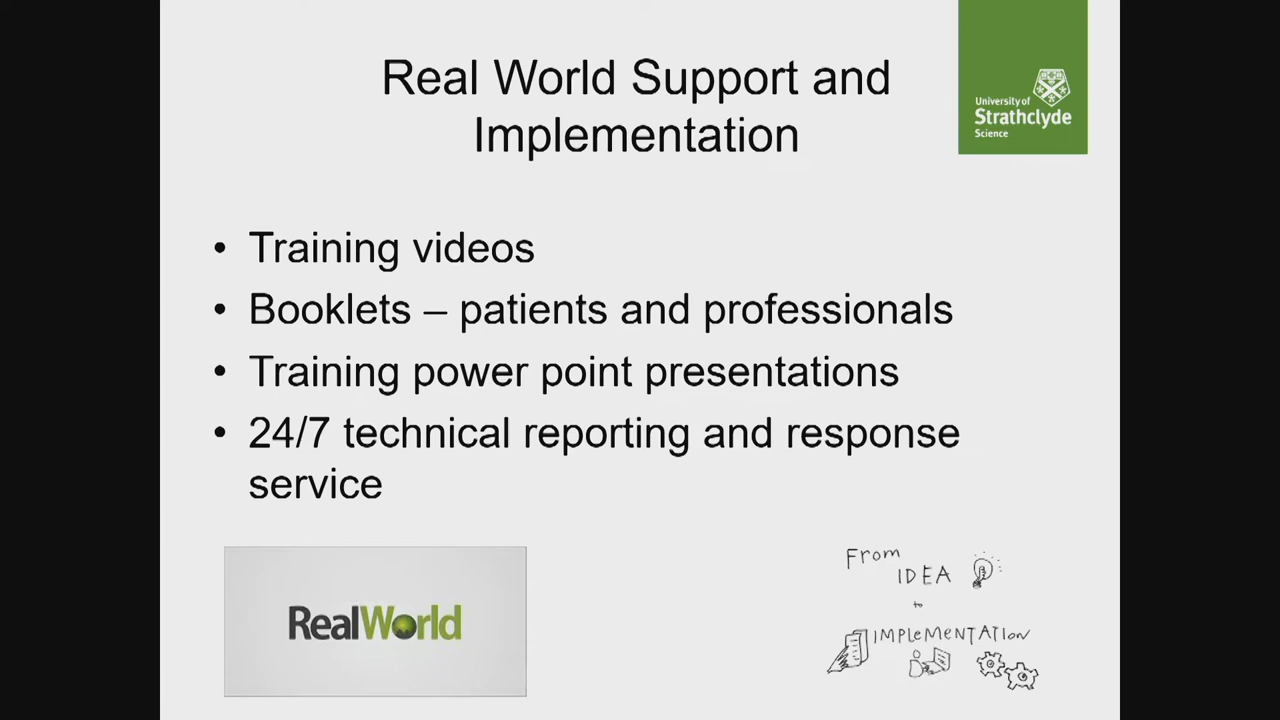 Real World Support and
Implementation
University of
Strathclyde
Science
• Training videos
• Booklets – patients and professionals
• Training power point presentations
• 24/7 technical reporting and response
service
RealWorld
From
IDEA
to
IMPLEMENTATION